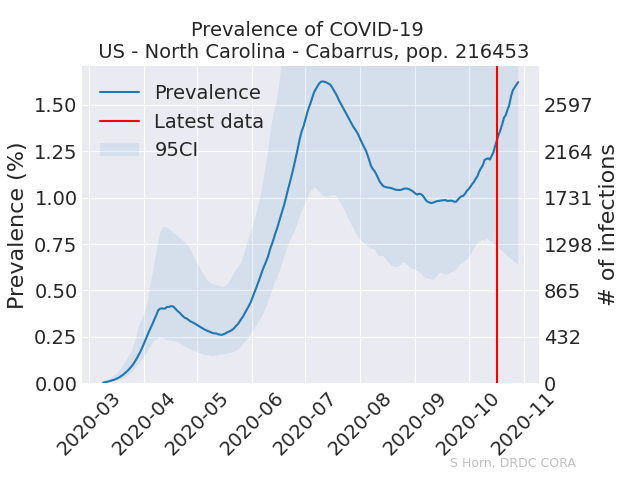 Prevalence of COVID-19
US - North Carolina - Cabarrus, pop. 216453
Prevalence
Latest data
95CI
Prevalence (%)
1.50
1.25
1.00
0.75
0.50
0.25
0.00
2597
2164
1731
1298
865
432
0
# of infections
2020-03
2020-04
2020-05
2020-06
2020-07
2020-08
2020-09
2020-10
2020-11
S Horn, DRDC CORA